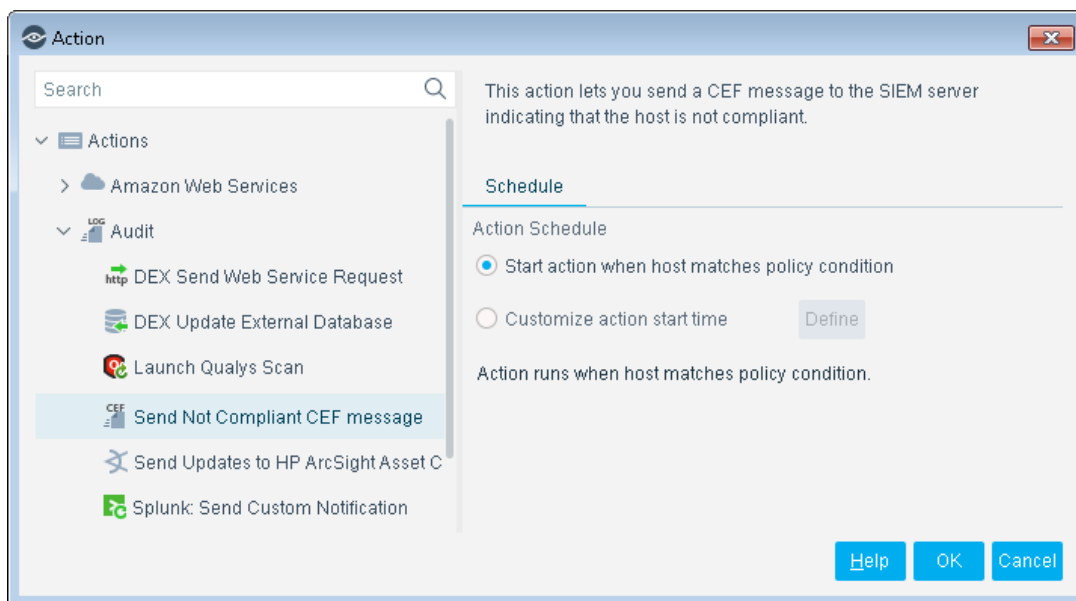 Action
Search
This action lets you send a CEF message to the SIEM server
indicating that the host is not compliant.
Actions
Amazon Web Services
Schedule
LOG
Audit
Action Schedule
http DEX Send Web Service Request
Start action when host matches policy condition
DEX Update External Database
Customize action start time
Define
Launch Qualys Scan
Action runs when host matches policy condition.
CEF
Send Not Compliant CEF message
Send Updates to HP ArcSight Asset C
Splunk: Send Custom Notification
Help
OK
Cancel